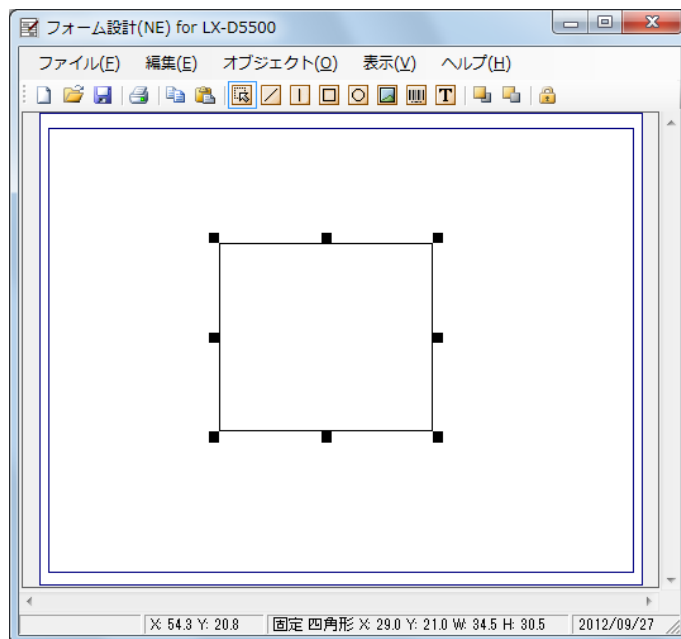 フォーム設計(NE) for LX-D5500
ファイル(F) 編集(E) オブジェクト(O) 表示(V) ヘルプ(H)
T
X: 54.3 Y: 20.8 固定 四角形 X: 29.0 Y: 21.0 W: 34.5 H: 30.5 2012/09/27